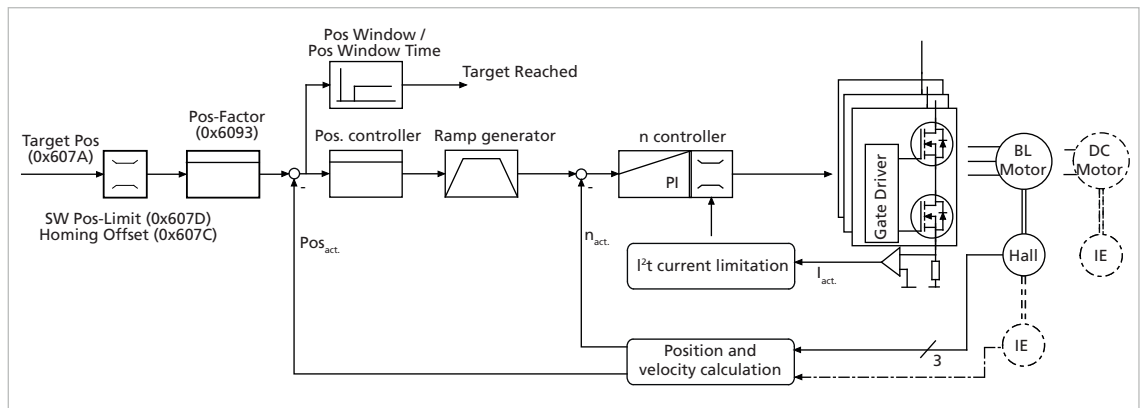 Pos Window /
Pos Window Time
Target Reached
Pos-Factor
(0x6093)
Target Pos
(0x607A)
Pos. controller
Ramp generator
n controller
BL
Motor
DC
Motor
-
-
PI
Gate Driver
SW Pos-Limit (0x607D)
Homing Offset (0x607C)
Pos act.
n act.
I²t current limitation
I act.
Hall
IE
Position and
velocity calculation
3
IE